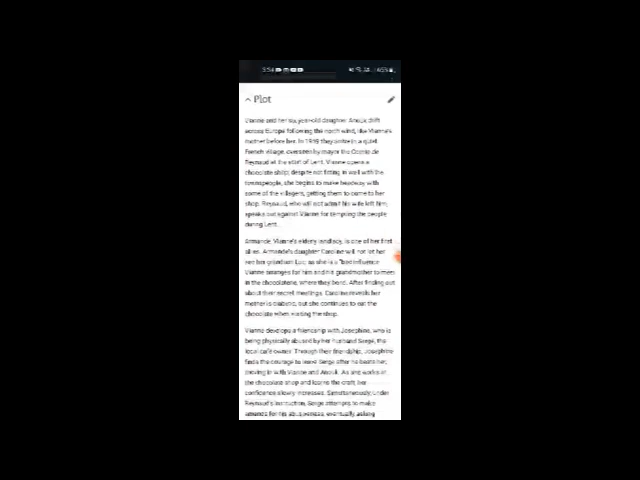 Plot
Vianne and her six year-old daughter Anouk, drift
across Europe following the north wind, like Vianne's
mother before her. In 1959 they arrive in a quiet
French village, overseen by mayor the Comte de
Reynaud at the start of Lent. Vianne opens a
chocolate shop; despite not fitting in well with the
townspeople, she begins to make headway with
some of the villagers, getting them to come to her
shop. Reynaud, who will not admit his wife left him,
speaks out against Vianne for tempting the people
during Lent.
Armande, Vianne's elderly landlady, is one of her first
allies. Armande's daughter Caroline will not let her
see her grandson Luc, as she is a "bad influence".
Vianne arranges for him and his grandmother to meet
in the chocolaterie, where they bond. After finding out
about their secret meetings, Caroline reveals her
mother is diabetic, but she continues to eat the
chocolate when visiting the shop.
Vianne develops a friendship with Josephine, who is
being physically abused by her husband Serge, the
local café owner. Through their friendship, Josephine
finds the courage to leave Serge after he beats her,
moving in with Vianne and Anouk. As she works at
the chocolate shop and learns the craft, her
confidence slowly increases. Simultaneously, under
Reynaud's instruction, Serge attempts to make
amends for his abusiveness, eventually asking